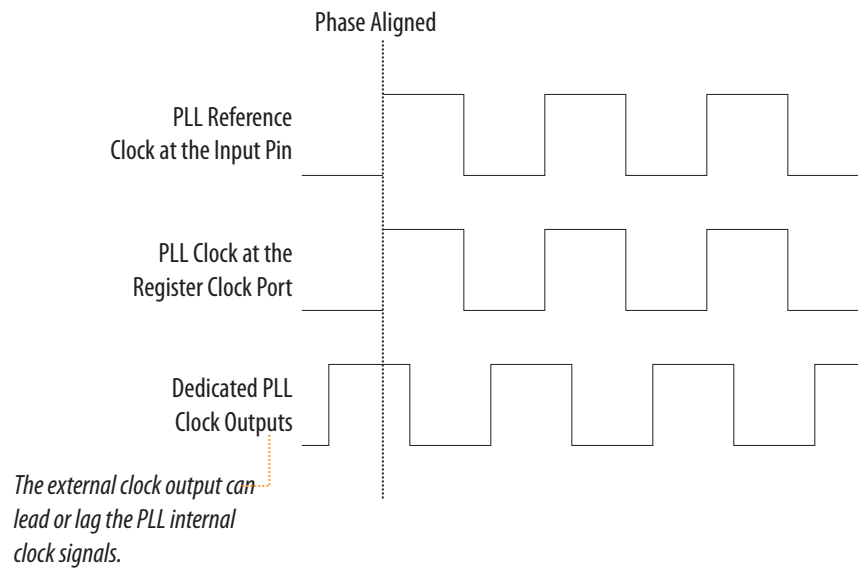 Phase Aligned
PLL Reference
Clock at the Input Pin
PLL Clock at the
Register Clock Port
Dedicated PLL
Clock Outputs
The external clock output can
lead or lag the PLL internal
clock signals.